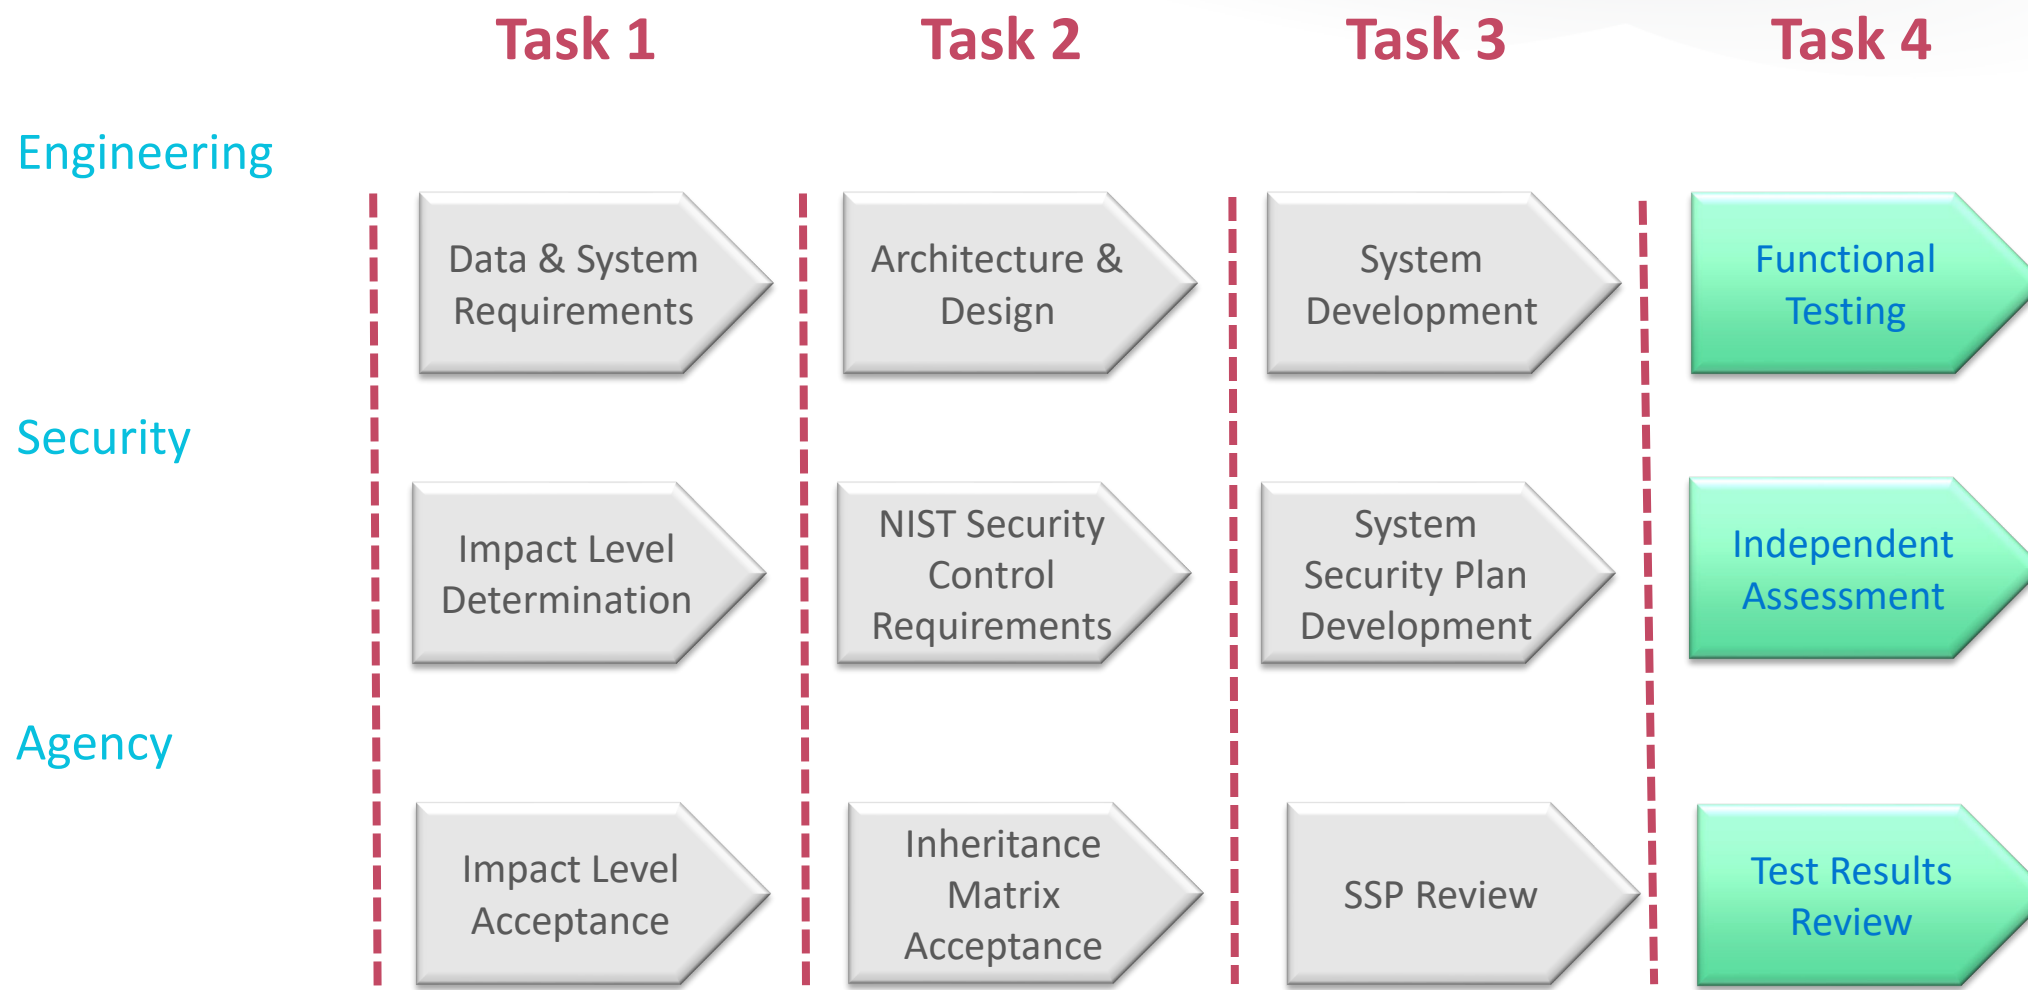 Task 1
Task 2
Task 3
Task 4
Engineering
Data & System
Requirements
Architecture &
Design
System
Development
Functional
Testing
Security
Impact Level
Determination
NIST Security
Control
Requirements
System
Security Plan
Development
Independent
Assessment
Agency
Impact Level
Acceptance
Inheritance
Matrix
Acceptance
SSP Review
Test Results
Review